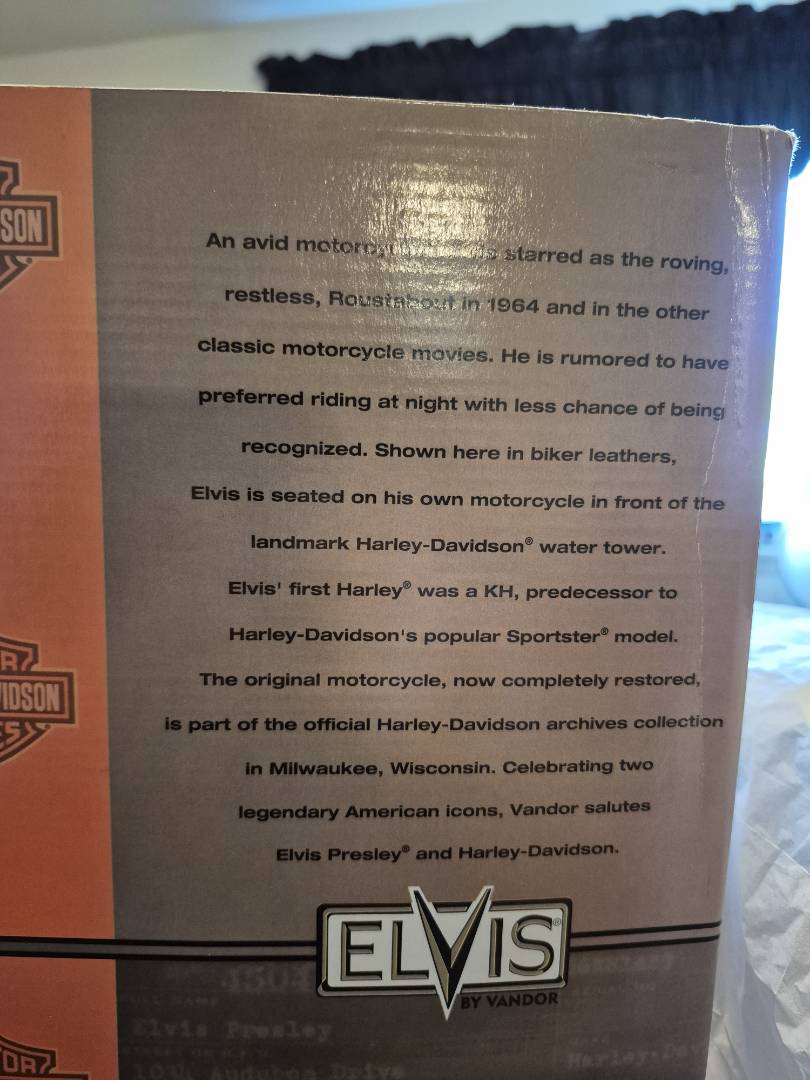 An avid starred as the roving,
restless, Roustabout in 1964 and in the other
classic motorcycle movies. He is rumored to have
preferred riding at night with less chance of being
recognized. Shown here in biker leathers,
Elvis is seated on his own motorcycle in front of the
landmark Harley-Davidson® water tower.
Elvis' first Harley® was a KH, predecessor to
Harley-Davidson's popular Sportster® model.
The original motorcycle, now completely restored,
is part of the official Harley-Davidson archives collection
in Milwaukee, Wisconsin. Celebrating two
legendary American icons, Vandor salutes
Elvis Presley® and Harley-Davidson.
ELVIS®
BY VANDOR
Elvis Presley
1034 Audubon Drive